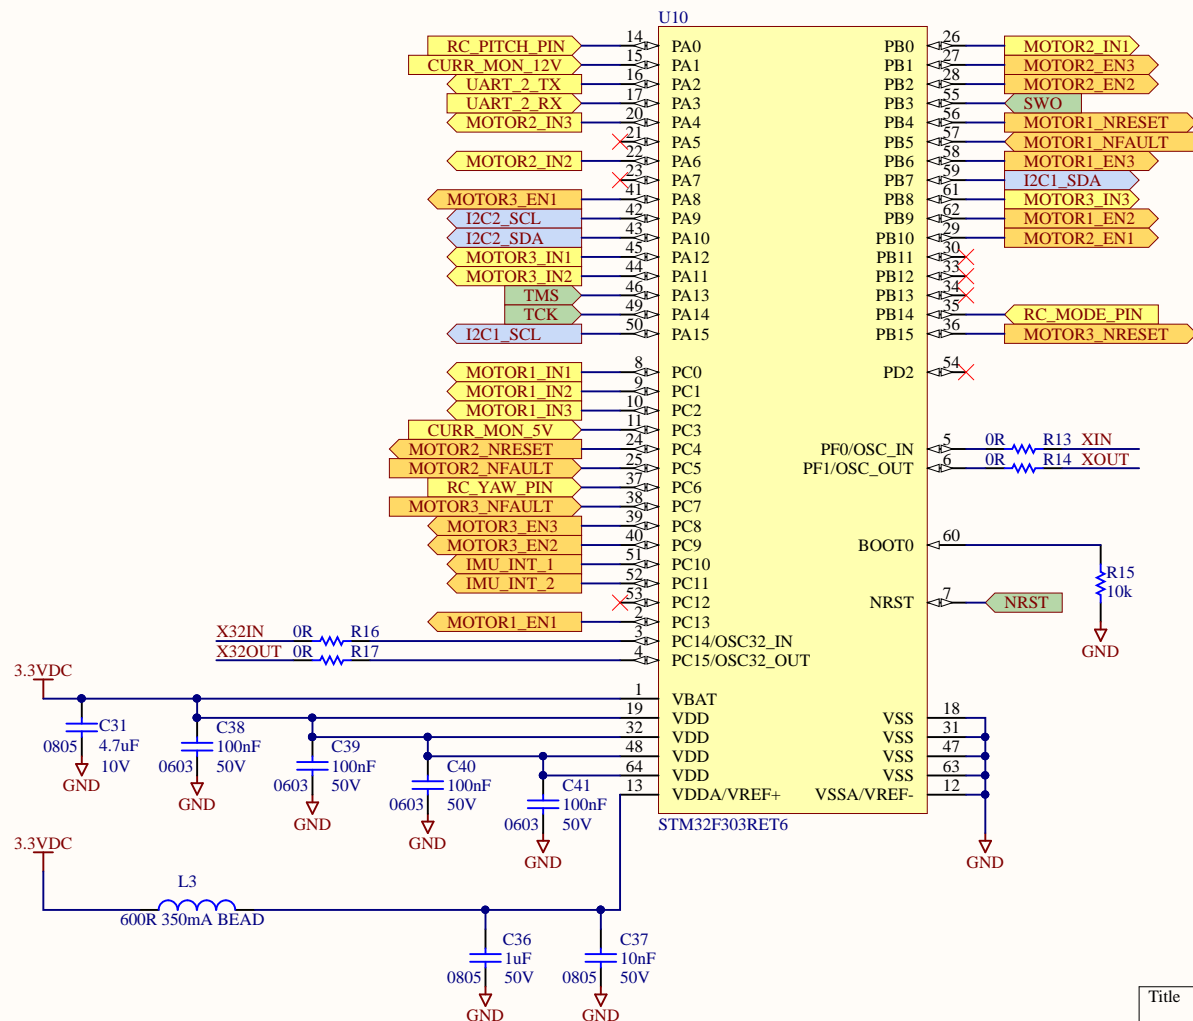 U10
RC_PITCH_PIN 14 PA0 PB0 26 MOTOR2_IN1
CURR_MON_12V 15 PA1 PB1 27 MOTOR2_EN3
UART_2_TX 16 PA2 PB2 28 MOTOR2_EN2
UART_2_RX 17 PA3 PB3 55 SWO
MOTOR2_IN3 20 PA4 PB4 56 MOTOR1_NRESET
21 PA5 PB5 57 MOTOR1_NFAULT
MOTOR2_IN2 22 PA6 PB6 58 MOTOR1_EN3
23 PA7 PB7 59 I2C1_SDA
MOTOR3_EN1 41 PA8 PB8 61 MOTOR3_IN3
I2C2_SCL 42 PA9 PB9 62 MOTOR1_EN2
I2C2_SDA 43 PA10 PB10 29 MOTOR2_EN1
MOTOR3_IN1 45 PA12 PB11 30
MOTOR3_IN2 44 PA11 PB12 33
TMS 46 PA13 PB13 34
TCK 49 PA14 PB14 35 RC_MODE_PIN
I2C1_SCL 50 PA15 PB15 36 MOTOR3_NRESET
MOTOR1_IN1 8 PC0 PD2 54
MOTOR1_IN2 9 PC1
MOTOR1_IN3 10 PC2
CURR_MON_5V 11 PC3
MOTOR2_NRESET 24 PC4 PF0/OSC_IN 5 0R R13 XIN
MOTOR2_NFAULT 25 PC5 PF1/OSC_OUT 6 0R R14 XOUT
RC_YAW_PIN 37 PC6
MOTOR3_NFAULT 38 PC7
MOTOR3_EN3 39 PC8
MOTOR3_EN2 40 PC9 BOOT0 60
IMU_INT_1 51 PC10
IMU_INT_2 52 PC11 R15
10k
53 PC12 NRST 7 NRST
MOTOR1_EN1 2 PC13
X32IN 0R R16 3 PC14/OSC32_IN
X32OUT 0R R17 4 PC15/OSC32_OUT
GND
3.3VDC
1 VBAT
19 VDD VSS 18
32 VDD VSS 31
48 VDD VSS 47
64 VDD VSS 63
13 VDDA/VREF+ VSSA/VREF- 12
C31
0805 4.7uF
10V
GND
C38
100nF
0603 50V
GND
C39
100nF
0603 50V
GND
C40
100nF
0603 50V
GND
C41
100nF
0603 50V
GND
STM32F303RET6
GND
3.3VDC
L3
600R 350mA BEAD
C36
1uF
0805 50V
GND
C37
10nF
0805 50V
GND
Title